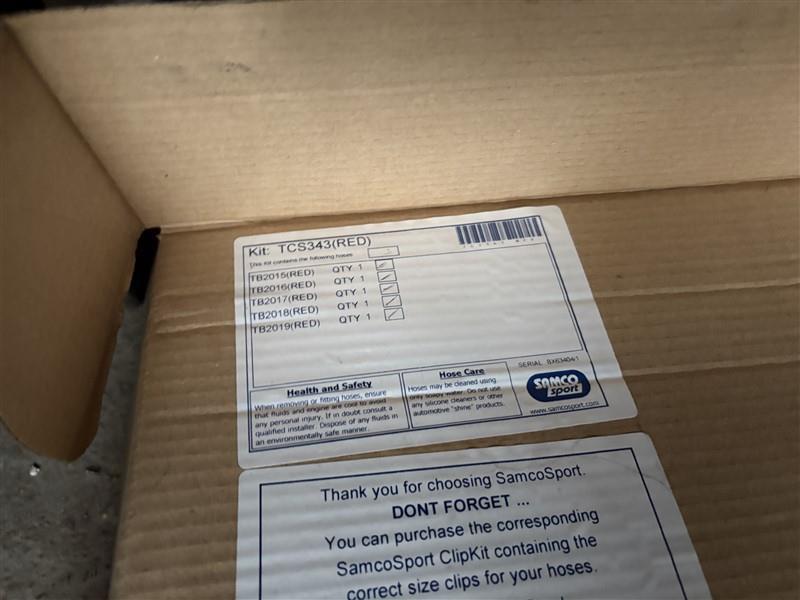 Kit: TCS343(RED)
This Kit contains the following hoses
TB2015(RED) QTY 1
TB2016(RED) QTY 1
TB2017(RED) QTY 1
TB2018(RED) QTY 1
TB2019(RED) QTY 1
Health and Safety
When removing or fitting hoses, ensure
that fluids and engine are cool to avoid
any personal injury. If in doubt consult a
qualified installer. Dispose of any fluids in
an environmentally safe manner.
Hose Care
Hoses may be cleaned using
only soapy water. Do not use
any silicone cleaners or other
automotive "shine" products.
SERIAL BX63404/1
SAMCO
sport
www.samcosport.com
Thank you for choosing SamcoSport.
DONT FORGET ...
You can purchase the corresponding
SamcoSport ClipKit containing the
correct size clips for your hoses.